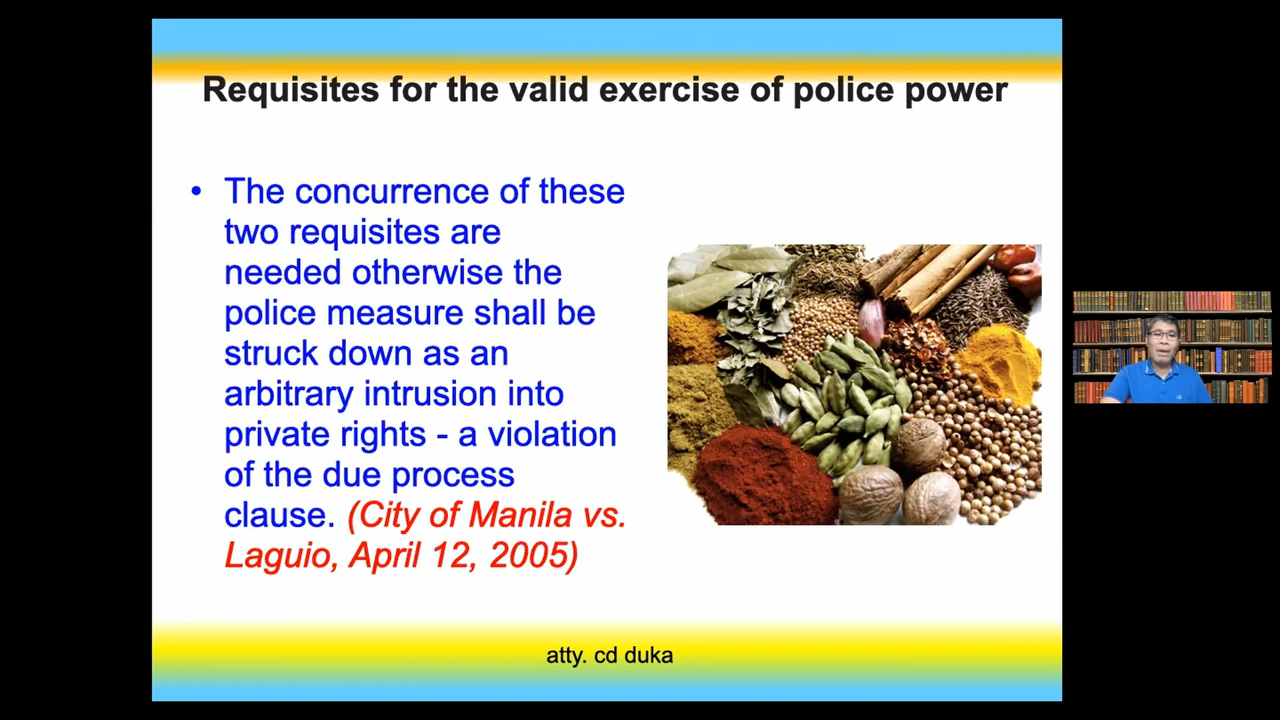 Requisites for the valid exercise of police power
• The concurrence of these
two requisites are
needed otherwise the
police measure shall be
struck down as an
arbitrary intrusion into
private rights - a violation
of the due process
clause. (City of Manila vs.
Laguio, April 12, 2005)
atty. cd duka